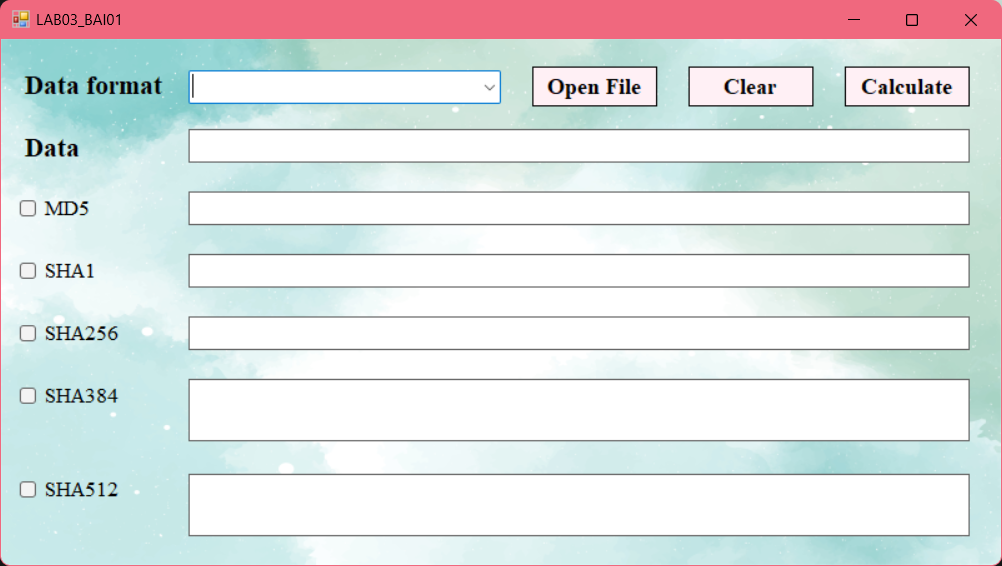 LAB03_BAI01
Data format Open File Clear Calculate
Data
MD5
SHA1
SHA256
SHA384
SHA512